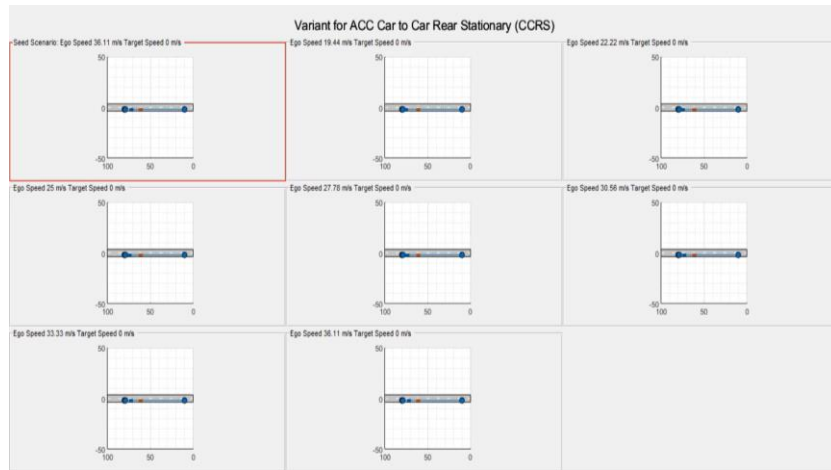 Variant for ACC Car to Car Rear Stationary (CCRS)
Seed Scenario: Ego Speed 36.11 m/s Target Speed 0 m/s
Ego Speed 19.44 m/s Target Speed 0 m/s
Ego Speed 22.22 m/s Target Speed 0 m/s
50
50
50
0
0
0
-50
-50
-50
100 50 0
100 50 0
100 50 0
Ego Speed 25 m/s Target Speed 0 m/s
Ego Speed 27.78 m/s Target Speed 0 m/s
Ego Speed 30.56 m/s Target Speed 0 m/s
50
50
50
0
0
0
-50
-50
-50
100 50 0
100 50 0
100 50 0
Ego Speed 33.33 m/s Target Speed 0 m/s
Ego Speed 36.11 m/s Target Speed 0 m/s
50
50
0
0
-50
-50
100 50 0
100 50 0